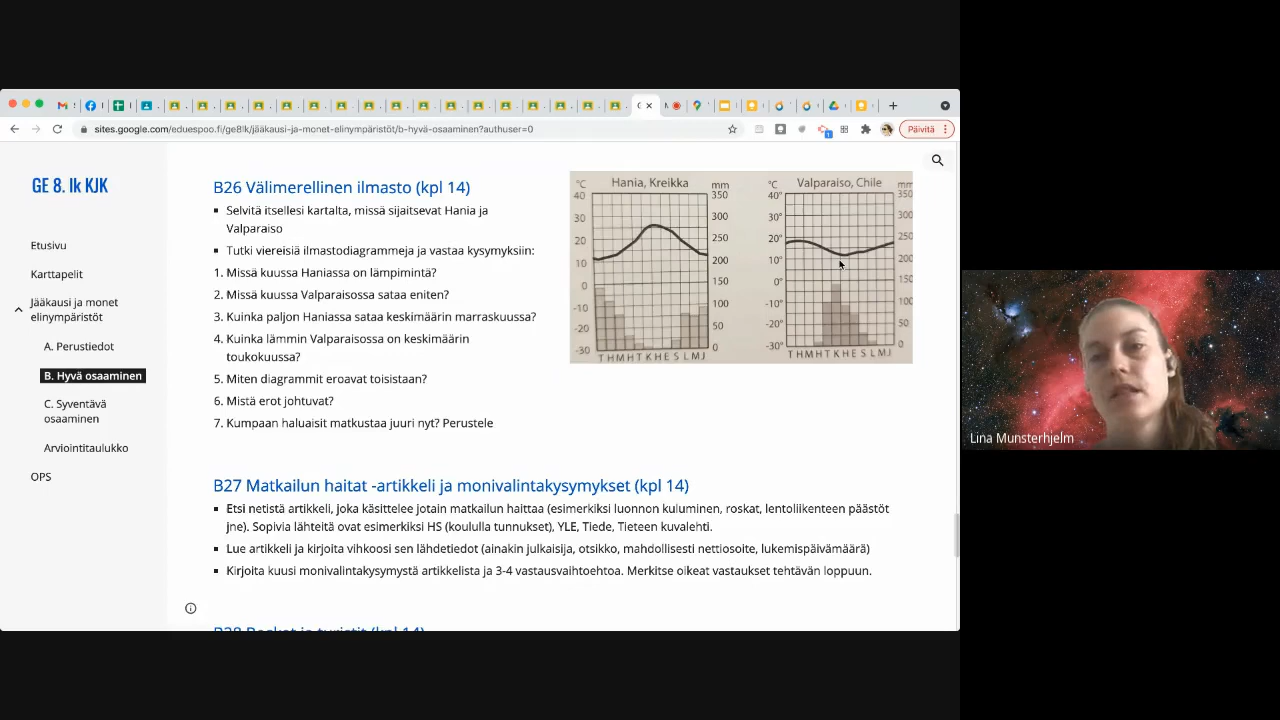 sites.google.com/eduespoo.fi/ge8lk/jääkausi-ja-monet-elinympäristöt/b-hyvä-osaaminen?authuser=0
Päivitä
GE 8. lk KJK
Etusivu
Karttapelit
Jääkausi ja monet
elinympäristöt
A. Perustiedot
B. Hyvä osaaminen
C. Syventävä
osaaminen
Arviointitaulukko
OPS
B26 Välimerellinen ilmasto (kpl 14)
Selvitä itsellesi kartalta, missä sijaitsevat Hania ja
Valparaiso
Tutki viereisiä ilmastodiagrammeja ja vastaa kysymyksiin:
1. Missä kuussa Haniassa on lämpimintä?
2. Missä kuussa Valparaisossa sataa eniten?
3. Kuinka paljon Haniassa sataa keskimäärin marraskuussa?
4. Kuinka lämmin Valparaisossa on keskimäärin
toukokuussa?
5. Miten diagrammit eroavat toisistaan?
6. Mistä erot johtuvat?
7. Kumpaan haluaisit matkustaa juuri nyt? Perustele
°C Hania, Kreikka mm
40 350
30 300
20 250
10 200
0 150
-10 100
-20 50
-30 0
T H M H T K H E S L M J
°C Valparaiso, Chile mm
40° 350
30° 300
20° 250
10° 200
0° 150
-10° 100
-20° 50
-30° 0
T H M H T K H E S L M J
B27 Matkailun haitat -artikkeli ja monivalintakysymykset (kpl 14)
Etsi netistä artikkeli, joka käsittelee jotain matkailun haittaa (esimerkiksi luonnon kuluminen, roskat, lentoliikenteen päästöt
jne). Sopivia lähteitä ovat esimerkiksi HS (koululla tunnukset), YLE, Tiede, Tieteen kuvalehti.
Lue artikkeli ja kirjoita vihkoosi sen lähdetiedot (ainakin julkaisija, otsikko, mahdollisesti nettiosoite, lukemispäivämäärä)
Kirjoita kuusi monivalintakysymystä artikkelista ja 3-4 vastausvaihtoehtoa. Merkitse oikeat vastaukset tehtävän loppuun.
B28 Roskat ja turistit (kpl 14)
Lina Munsterhjelm